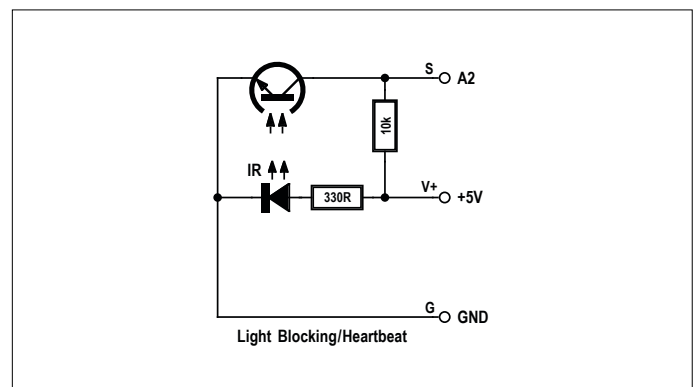 S A2
10k
IR
330R
V+ +5V
G GND
Light Blocking/Heartbeat